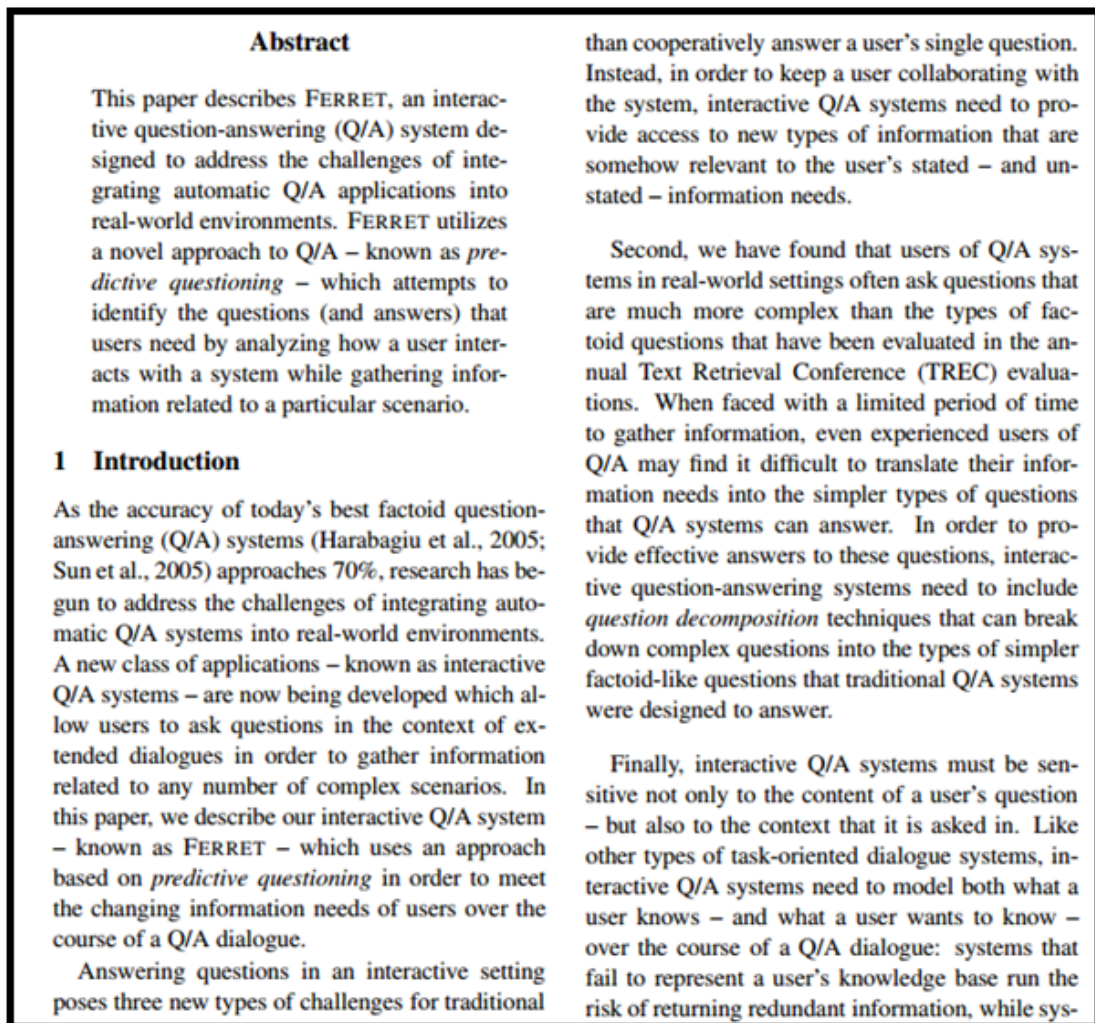 Abstract
This paper describes FERRET, an interac-
tive question-answering (Q/A) system de-
signed to address the challenges of inte-
grating automatic Q/A applications into
real-world environments. FERRET utilizes
a novel approach to Q/A – known as pre-
dictive questioning – which attempts to
identify the questions (and answers) that
users need by analyzing how a user inter-
acts with a system while gathering infor-
mation related to a particular scenario.
1 Introduction
As the accuracy of today's best factoid question-
answering (Q/A) systems (Harabagiu et al., 2005;
Sun et al., 2005) approaches 70%, research has be-
gun to address the challenges of integrating auto-
matic Q/A systems into real-world environments.
A new class of applications – known as interactive
Q/A systems – are now being developed which al-
low users to ask questions in the context of ex-
tended dialogues in order to gather information
related to any number of complex scenarios. In
this paper, we describe our interactive Q/A system
– known as FERRET – which uses an approach
based on predictive questioning in order to meet
the changing information needs of users over the
course of a Q/A dialogue.
Answering questions in an interactive setting
poses three new types of challenges for traditional
than cooperatively answer a user's single question.
Instead, in order to keep a user collaborating with
the system, interactive Q/A systems need to pro-
vide access to new types of information that are
somehow relevant to the user's stated – and un-
stated – information needs.
Second, we have found that users of Q/A sys-
tems in real-world settings often ask questions that
are much more complex than the types of fac-
toid questions that have been evaluated in the an-
nual Text Retrieval Conference (TREC) evalua-
tions. When faced with a limited period of time
to gather information, even experienced users of
Q/A may find it difficult to translate their infor-
mation needs into the simpler types of questions
that Q/A systems can answer. In order to pro-
vide effective answers to these questions, interac-
tive question-answering systems need to include
question decomposition techniques that can break
down complex questions into the types of simpler
factoid-like questions that traditional Q/A systems
were designed to answer.
Finally, interactive Q/A systems must be sen-
sitive not only to the content of a user's question
– but also to the context that it is asked in. Like
other types of task-oriented dialogue systems, in-
teractive Q/A systems need to model both what a
user knows – and what a user wants to know –
over the course of a Q/A dialogue: systems that
fail to represent a user's knowledge base run the
risk of returning redundant information, while sys-